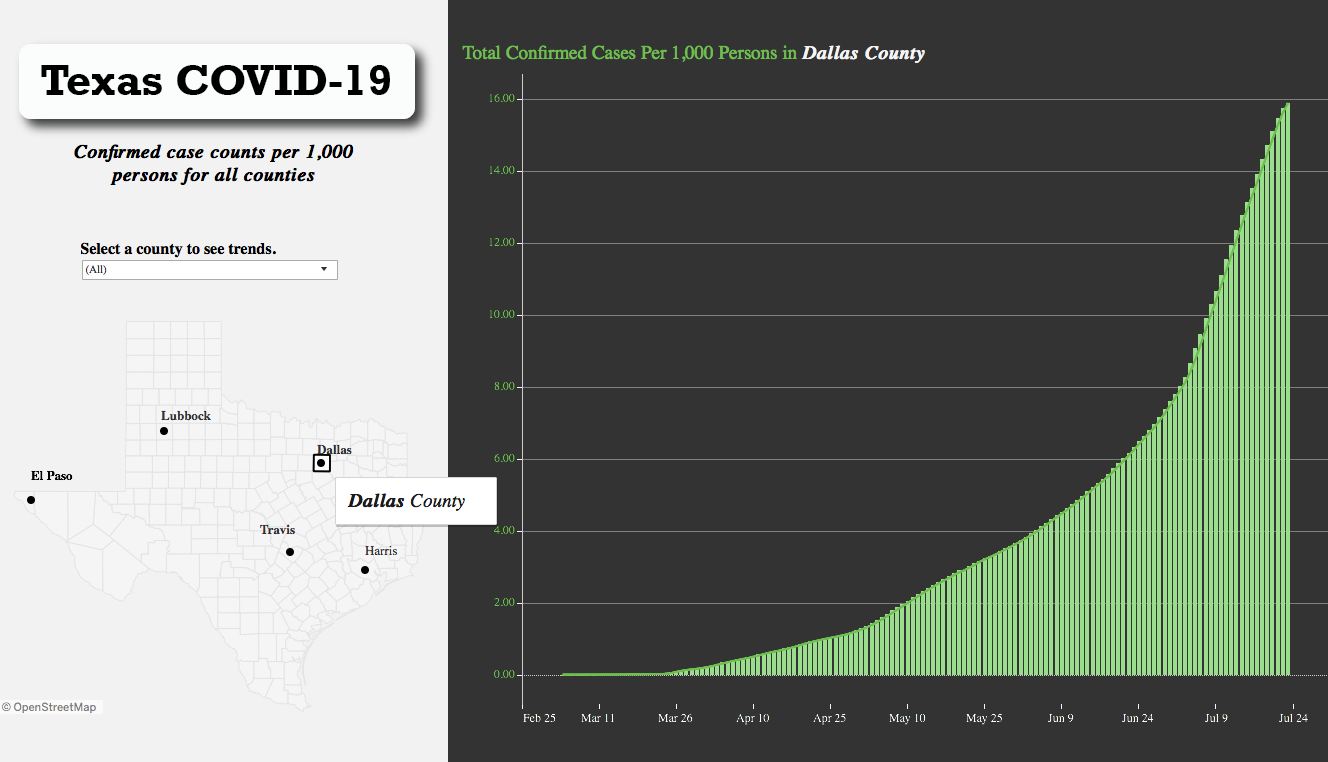 Texas COVID-19
Confirmed case counts per 1,000
persons for all counties
Select a county to see trends.
(All)
Lubbock
Dallas
El Paso
Dallas County
Travis
Harris
© OpenStreetMap
Total Confirmed Cases Per 1,000 Persons in Dallas County
16.00
14.00
12.00
10.00
8.00
6.00
4.00
2.00
0.00
Feb 25 Mar 11 Mar 26 Apr 10 Apr 25 May 10 May 25 Jun 9 Jun 24 Jul 9 Jul 24